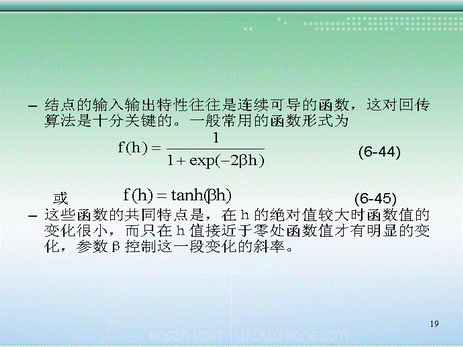 – 结点的输入输出特性往往是连续可导的函数，这对回传
算法是十分关键的。一般常用的函数形式为
f(h) = 1 / (1 + exp(−2βh)) (6-44)
或 f(h) = tanh(βh) (6-45)
– 这些函数的共同特点是，在h的绝对值较大时函数值的
变化很小，而只在h值接近于零处函数值才有明显的变
化，参数β控制这一段变化的斜率。
19